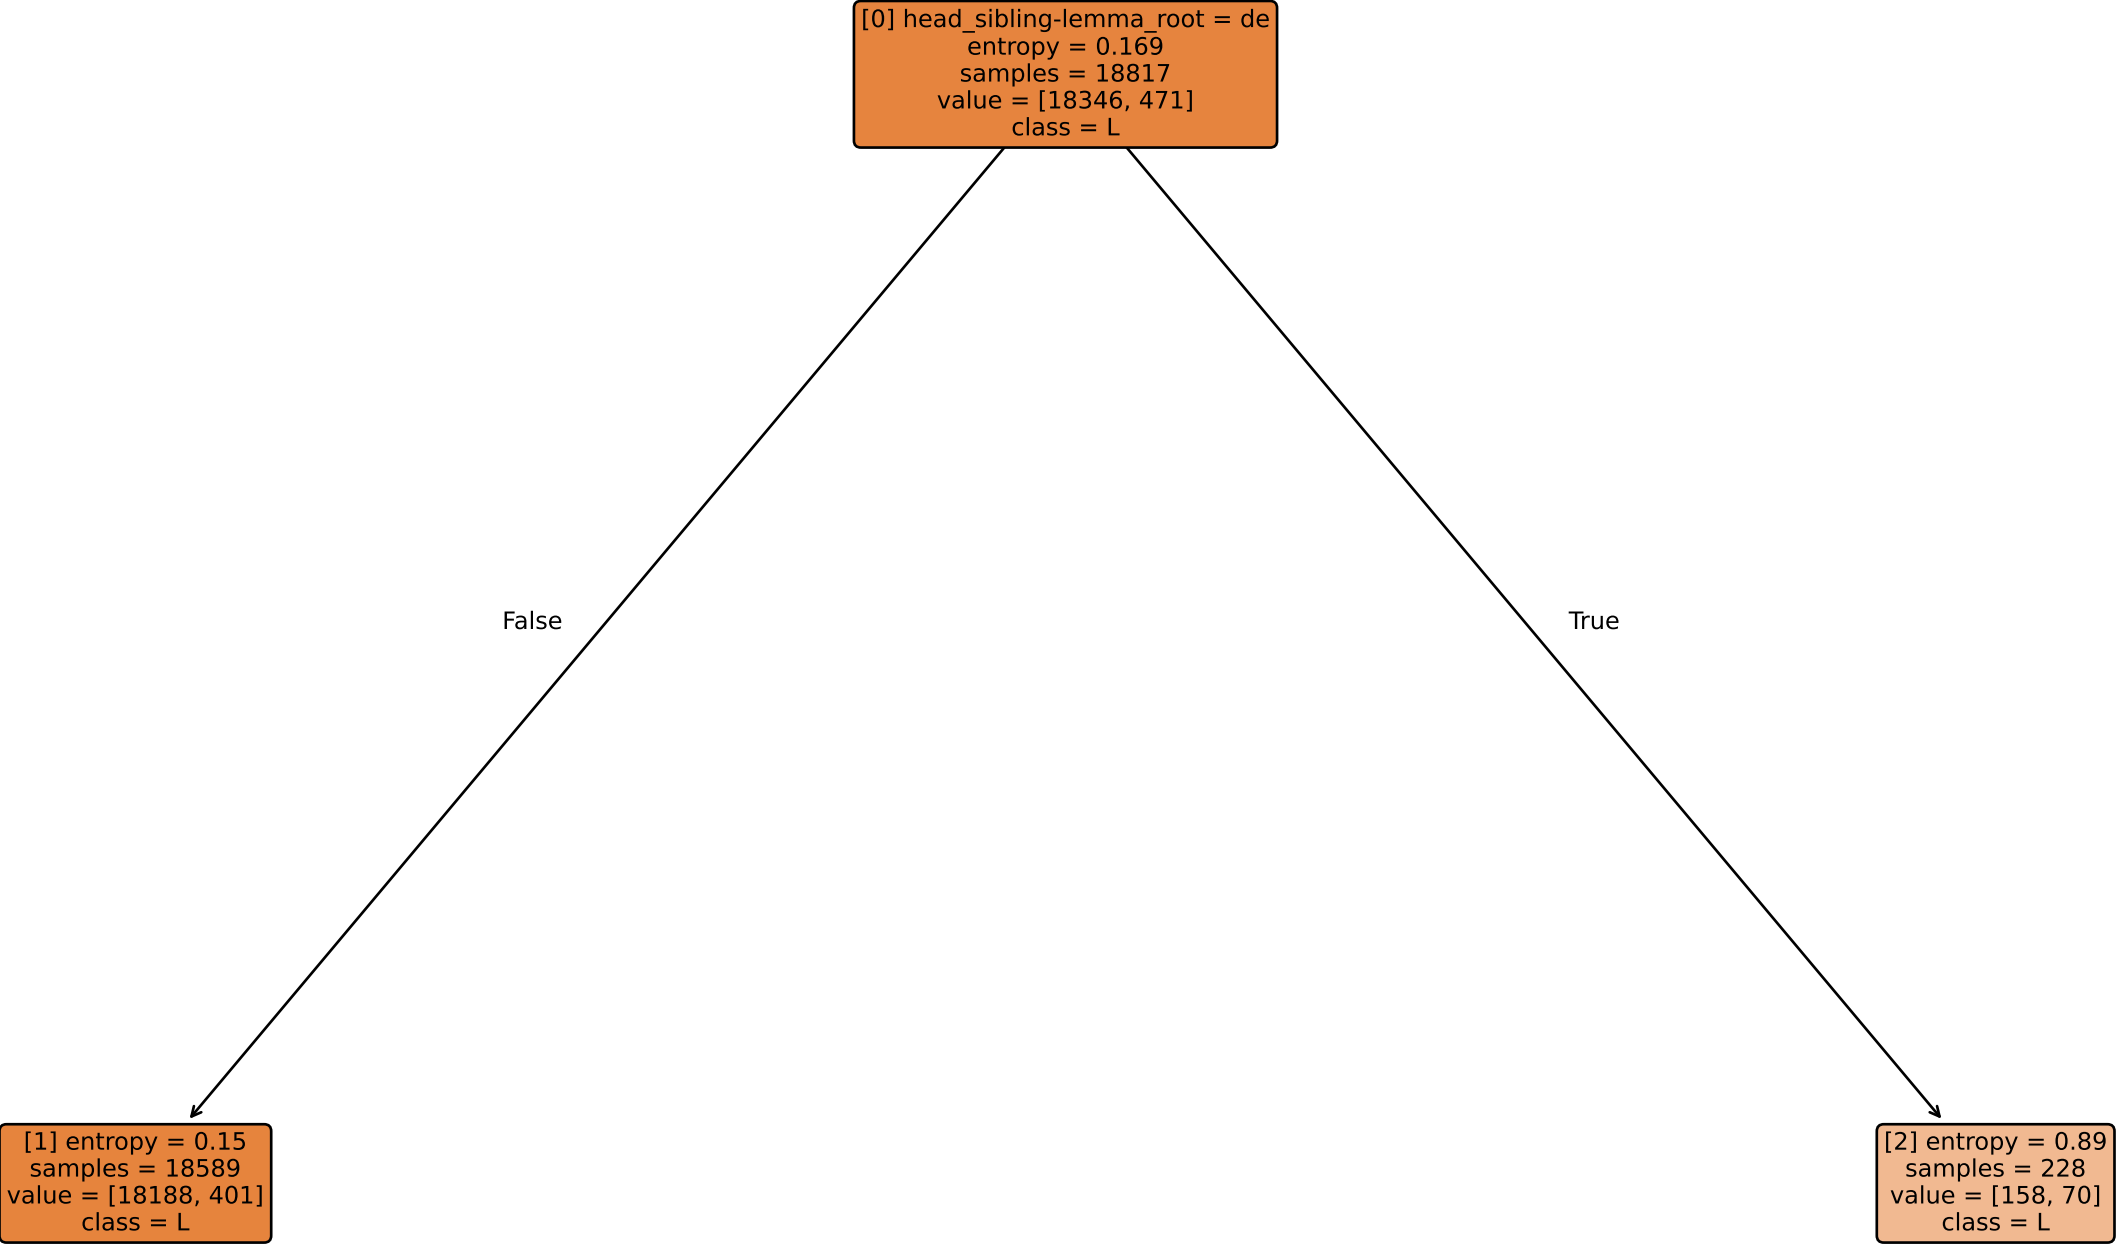 [0] head_sibling-lemma_root = de
entropy = 0.169
samples = 18817
value = [18346, 471]
class = L
False
True
[1] entropy = 0.15
samples = 18589
value = [18188, 401]
class = L
[2] entropy = 0.89
samples = 228
value = [158, 70]
class = L